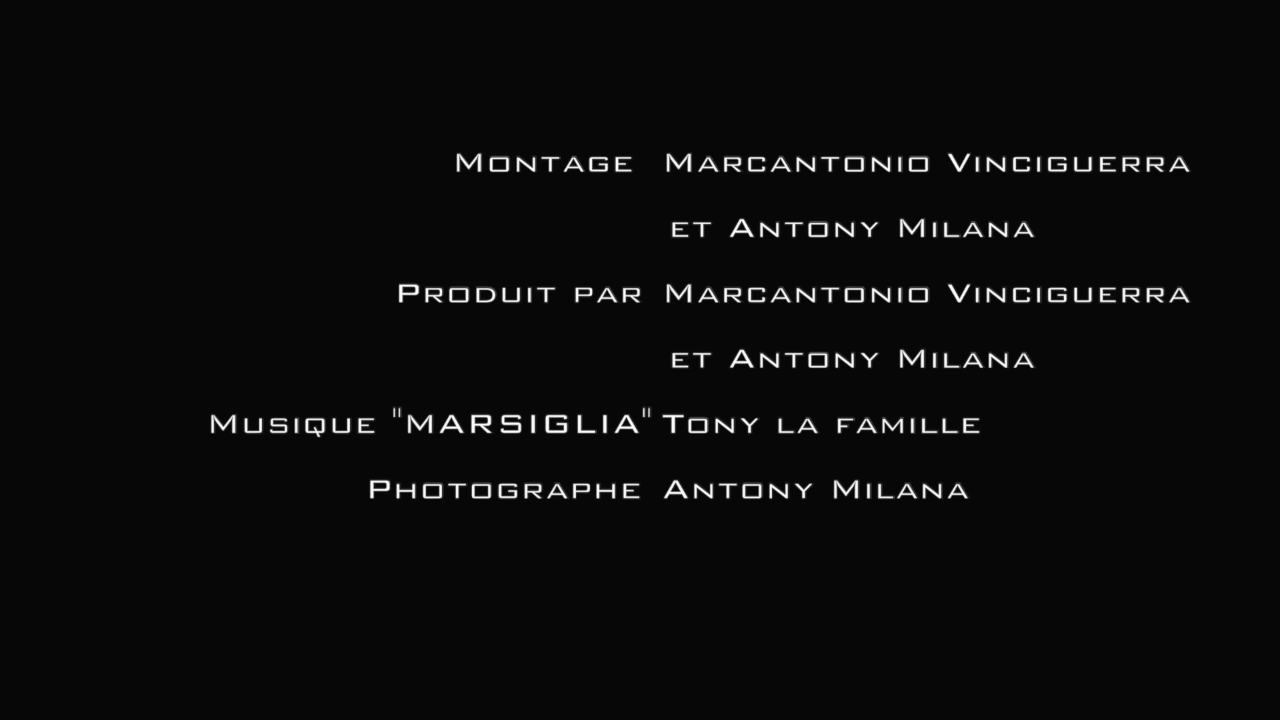 Montage Marcantonio Vinciguerra
et Antony Milana
Produit par Marcantonio Vinciguerra
et Antony Milana
Musique "MARSIGLIA" Tony la famille
Photographe Antony Milana